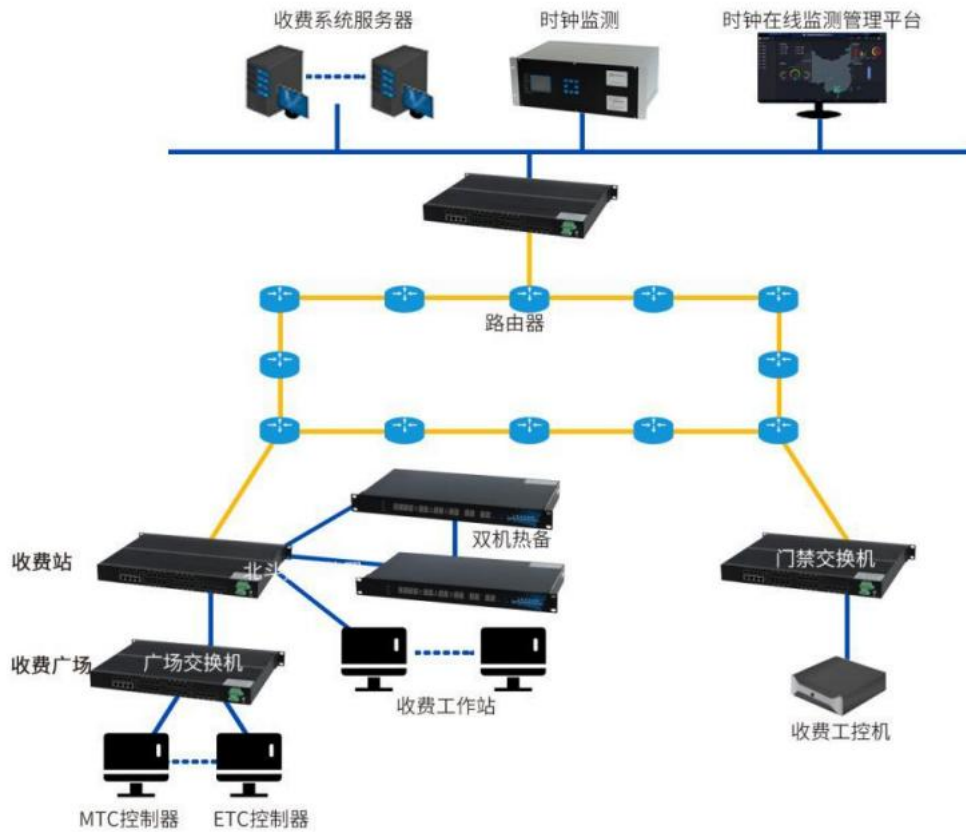 收费系统服务器
时钟监测
时钟在线监测管理平台
路由器
双机热备
收费站
北斗
门禁交换机
收费广场
广场交换机
收费工作站
收费工控机
MTC控制器
ETC控制器